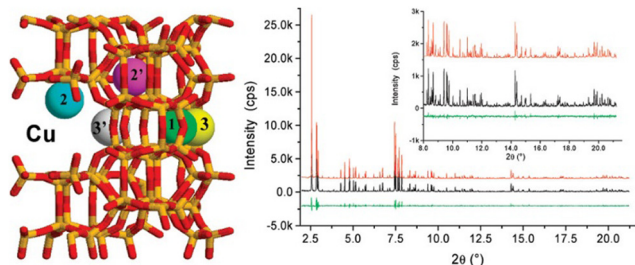 2'
2
3' 1 3
Cu
Intensity (cps)
25.0k
20.0k
15.0k
10.0k
5.0k
0.0
-5.0k
2.5 5.0 7.5 10.0 12.5 15.0 17.5 20.0
2θ (°)
Intensity (cps)
3k
2k
1k
0
8.0 10.0 12.0 14.0 16.0 18.0 20.0
2θ (°)